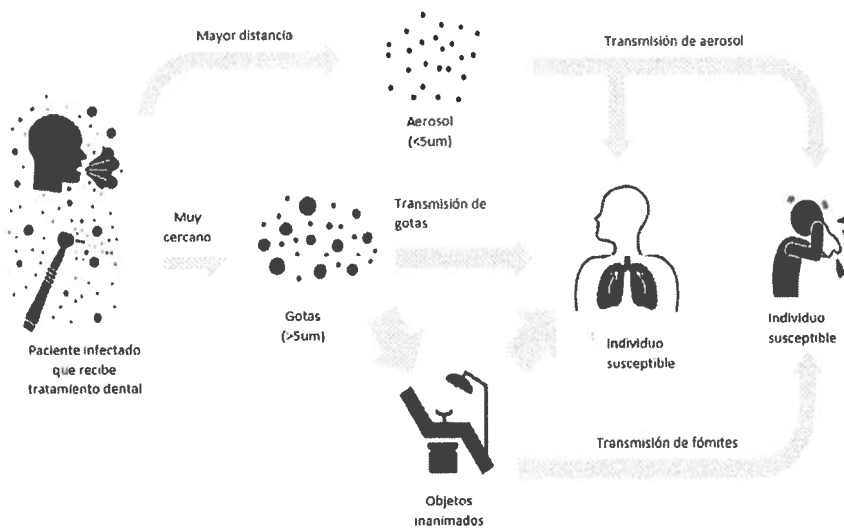 Mayor distancia
Transmisión de aerosol
Aerosol
(<5um)
Muy
cercano
Transmisión de
gotas
Gotas
(>5um)
Paciente infectado
que recibe
tratamiento dental
Individuo
susceptible
Individuo
susceptible
Transmisión de fómites
Objetos
inanimados